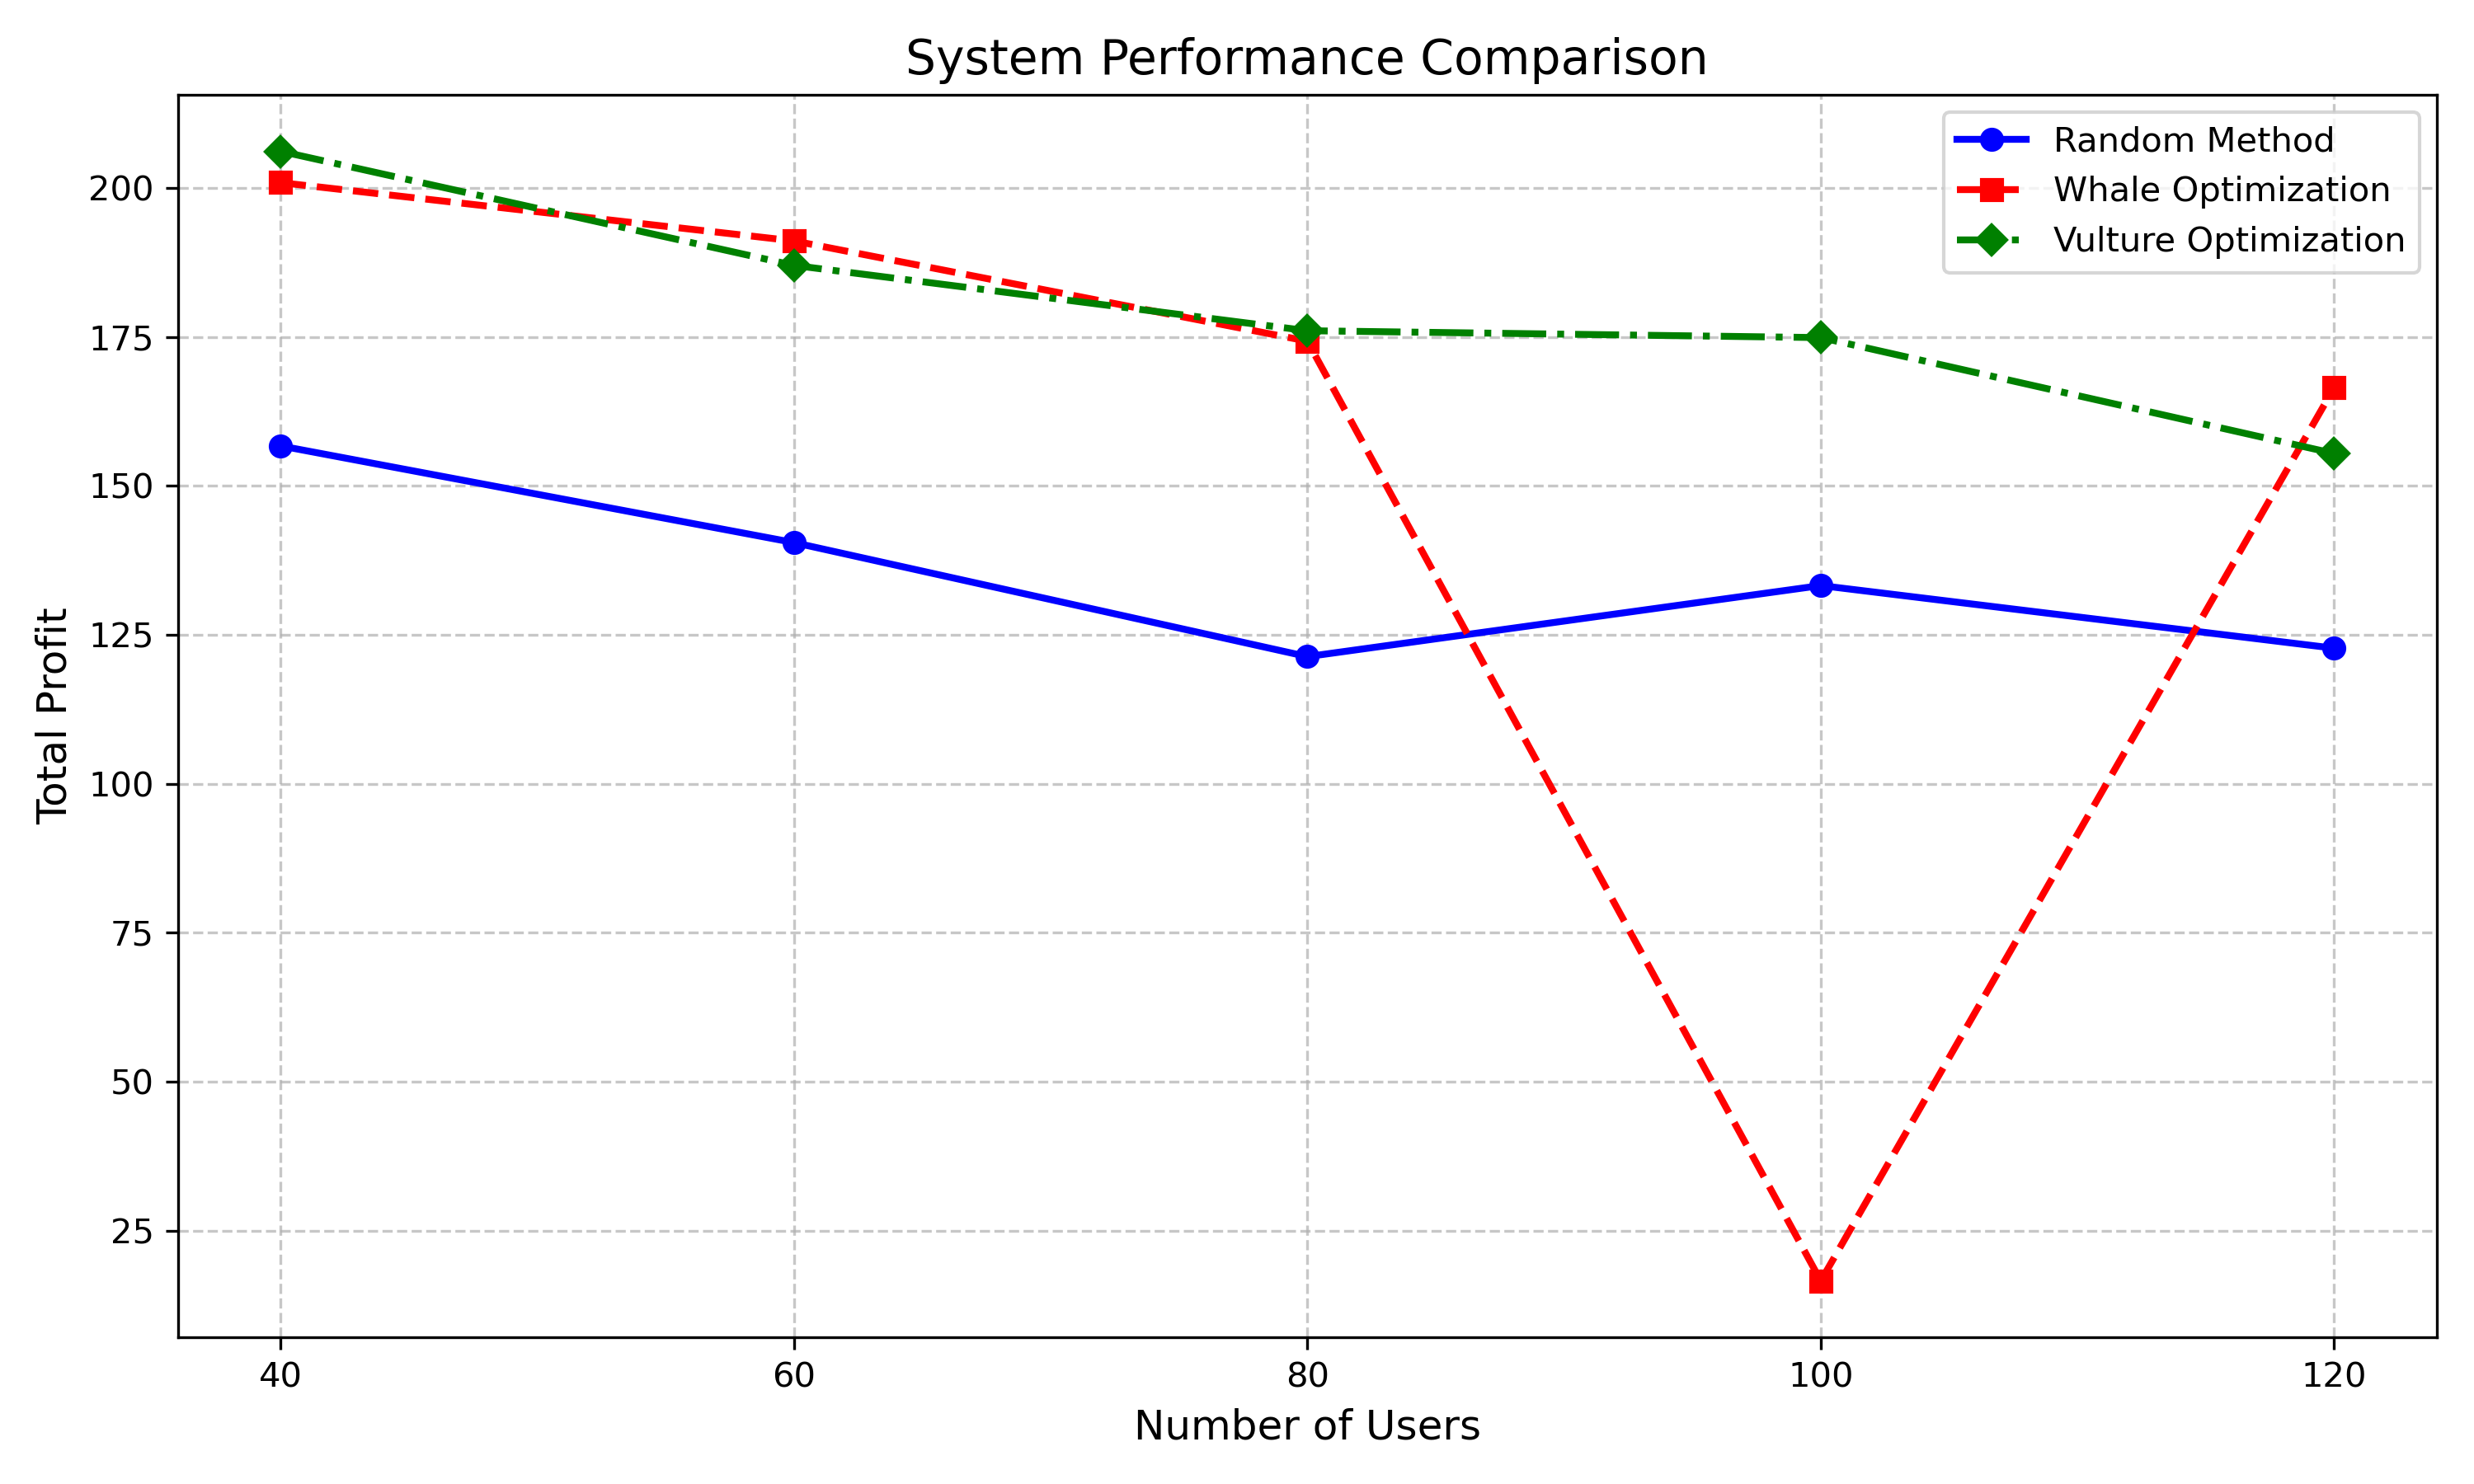 System Performance Comparison
Random Method
Whale Optimization
Vulture Optimization
Total Profit
200
175
150
125
100
75
50
25
40 60 80 100 120
Number of Users